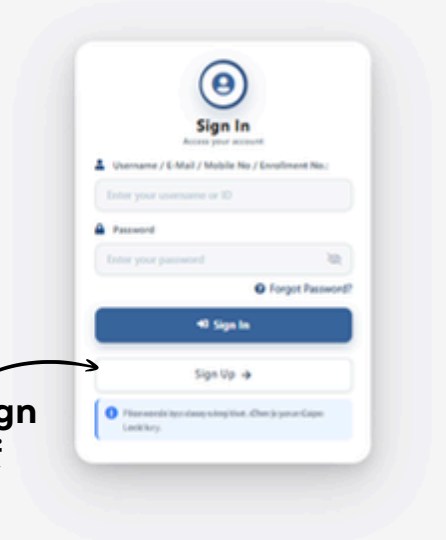 Sign In
Access your account
Username / E-Mail / Mobile No / Enrollment No.:
Enter your username or ID
Password
Enter your password
Forgot Password?
Sign In
Sign Up →
gn